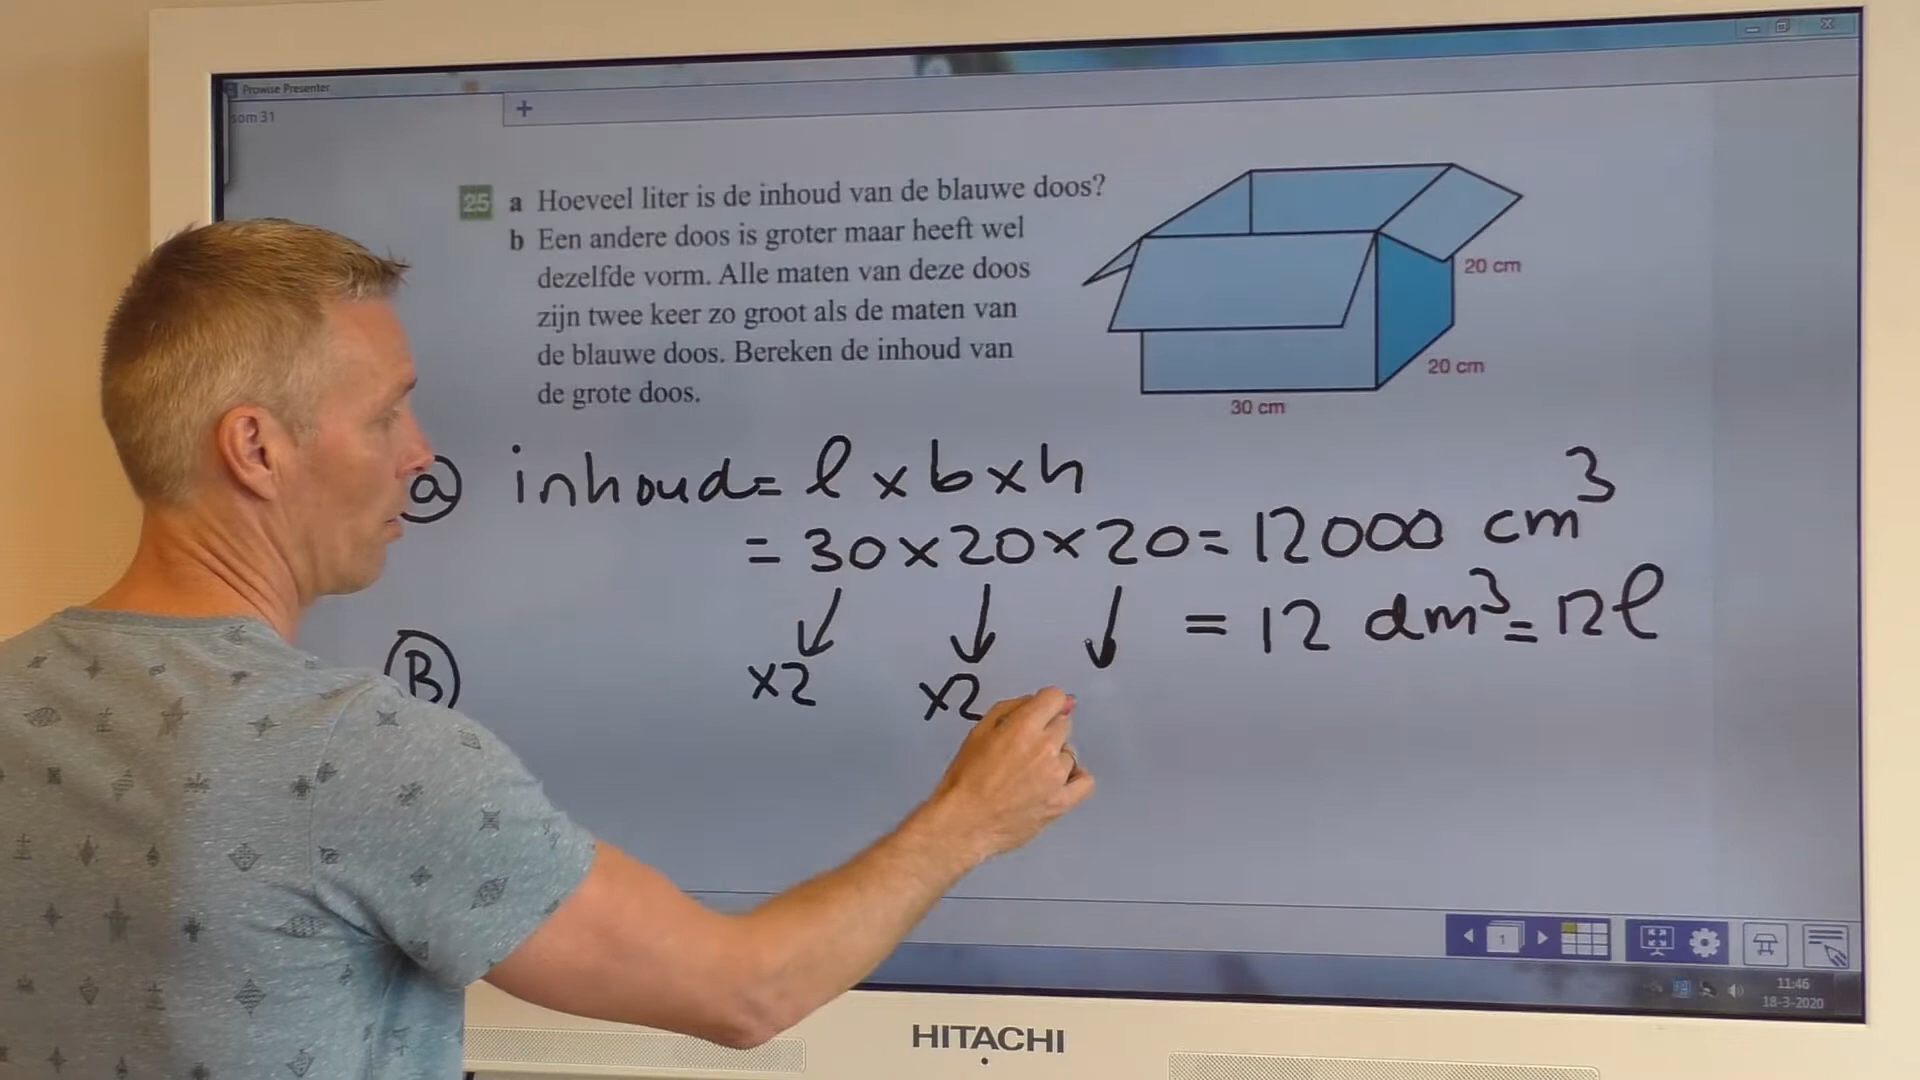 Prowise Presenter
som 31
+
25 a Hoeveel liter is de inhoud van de blauwe doos?
b Een andere doos is groter maar heeft wel
dezelfde vorm. Alle maten van deze doos
zijn twee keer zo groot als de maten van
de blauwe doos. Bereken de inhoud van
de grote doos.
20 cm
20 cm
30 cm
a) inhoud = l x b x h
= 30 x 20 x 20 = 12000 cm³
= 12 dm³ = 12 l
B
x2 x2
1
11:46
18-3-2020
HITACHI